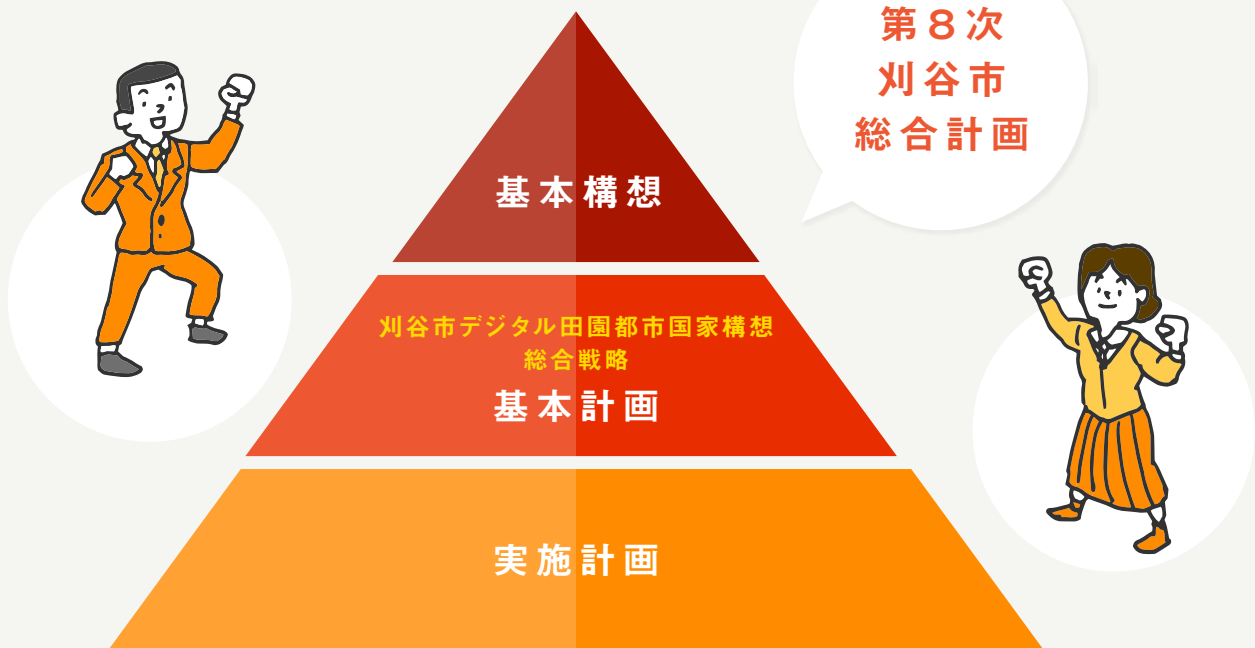 第８次
刈谷市
総合計画
基本構想
刈谷市デジタル田園都市国家構想
総合戦略
基本計画
実施計画